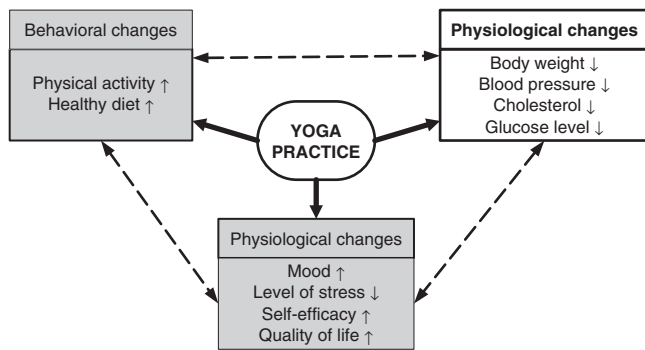 Behavioral changes
Physical activity ↑
Healthy diet ↑
Physiological changes
Body weight ↓
Blood pressure ↓
Cholesterol ↓
Glucose level ↓
YOGA
PRACTICE
Physiological changes
Mood ↑
Level of stress ↓
Self-efficacy ↑
Quality of life ↑